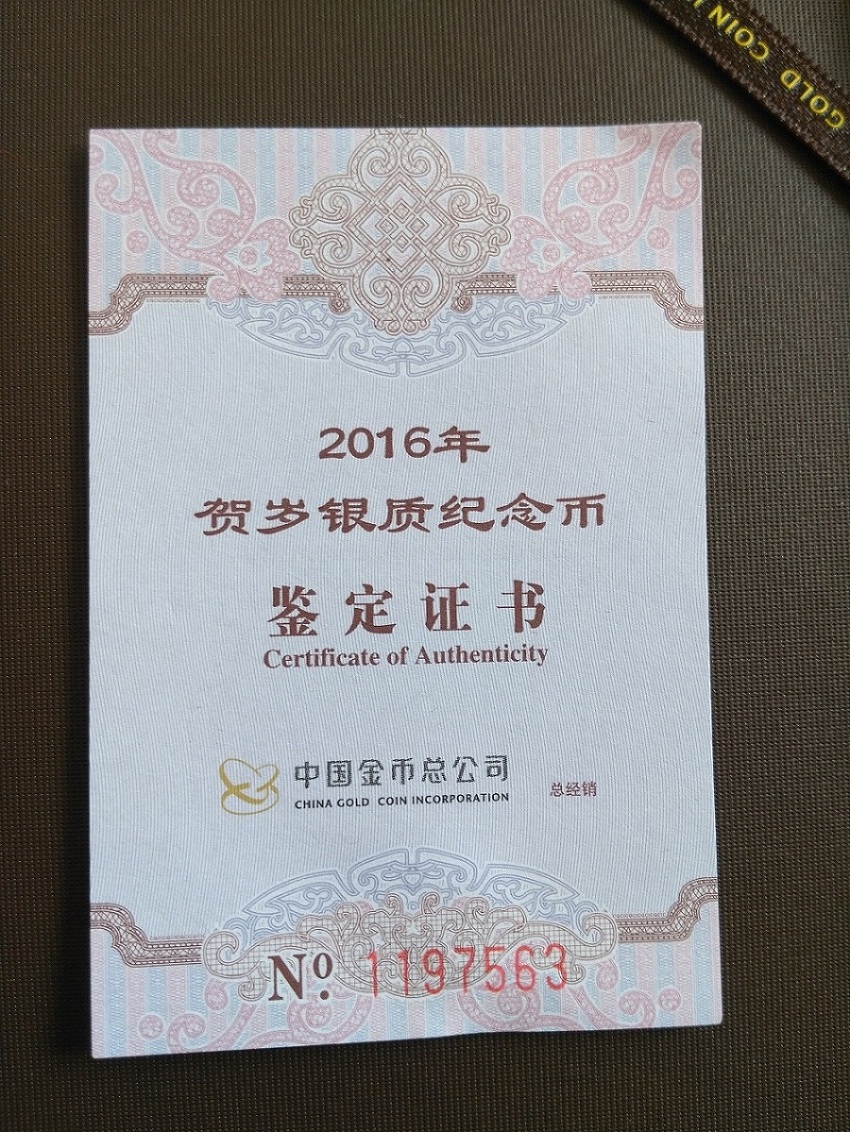 GOLD COIN IN
2016年
贺岁银质纪念币
鉴定证书
Certificate of Authenticity
中国金币总公司
CHINA GOLD COIN INCORPORATION
总经销
Nº. 1197563